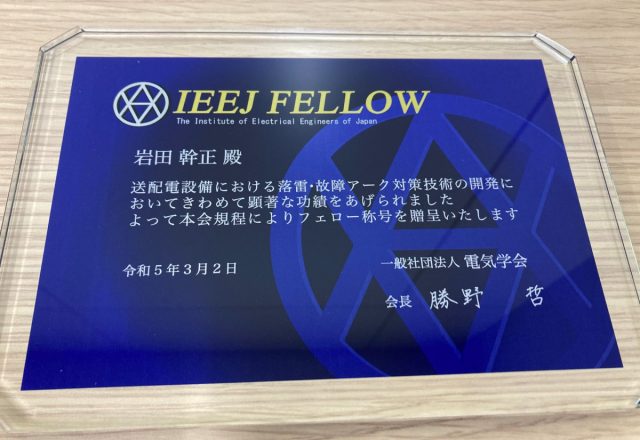 IEEJ FELLOW
The Institute of Electrical Engineers of Japan
岩田 幹正 殿
送配電設備における落雷・故障アーク対策技術の開発に
おいてきわめて顕著な功績をあげられました
よって本会規程によりフェロー称号を贈呈いたします
令和5年3月2日
一般社団法人 電気学会
会長 勝野 哲